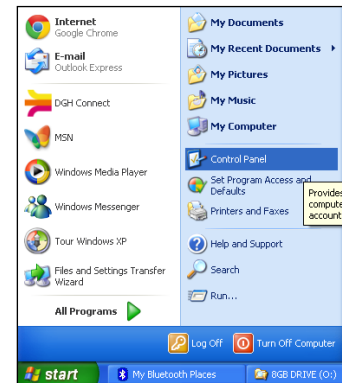 Internet
Google Chrome
E-mail
Outlook Express
DGH Connect
MSN
Windows Media Player
Windows Messenger
Tour Windows XP
Files and Settings Transfer
Wizard
All Programs
My Documents
My Recent Documents
My Pictures
My Music
My Computer
Control Panel
Set Program Access and
Defaults
Printers and Faxes
Provides
compute
account
Help and Support
Search
Run...
Log Off
Turn Off Computer
start
My Bluetooth Places
8GB DRIVE (O:)